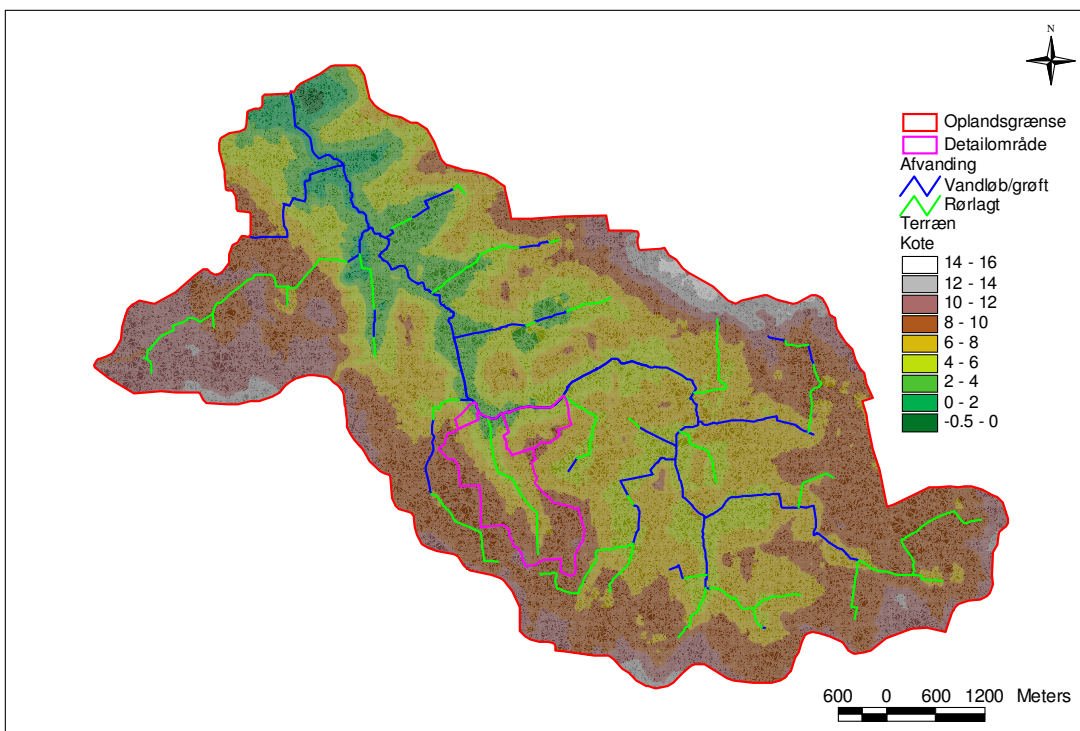 N
Oplandsgrænse
Detailområde
Afvanding
Vandløb/grøft
Rørlagt
Terræn
Kote
14 - 16
12 - 14
10 - 12
8 - 10
6 - 8
4 - 6
2 - 4
0 - 2
-0.5 - 0
600 0 600 1200 Meters